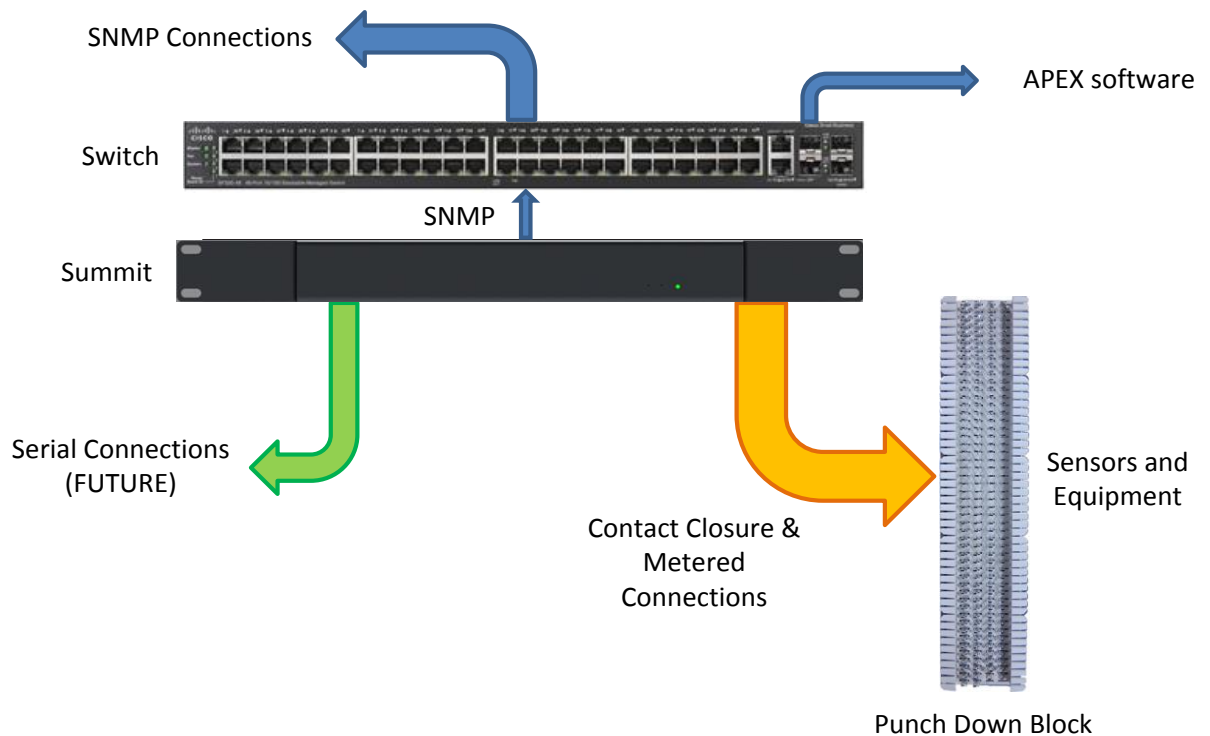 SNMP Connections
APEX software
CISCO
Switch
SNMP
Summit
Serial Connections
(FUTURE)
Sensors and
Equipment
Contact Closure &
Metered
Connections
Punch Down Block